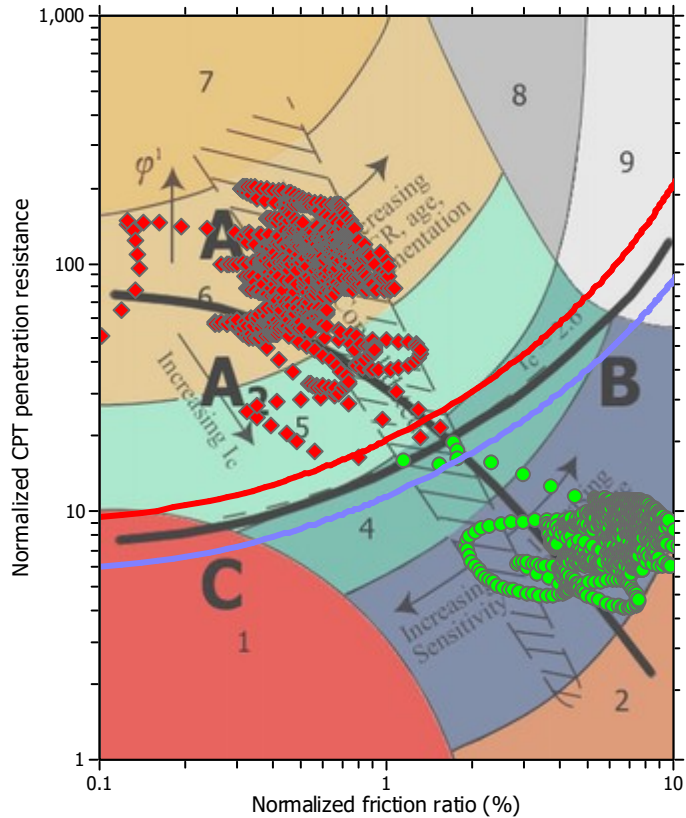 1,000
7
8
φ¹
9
Increasing
OCR, age,
cementation
A
100
6
Ic = 2.6
A2
B
Increasing Ic
5
10
4
C
Increasing
Sensitivity
1
2
1
0.1
1
10
Normalized CPT penetration resistance
Normalized friction ratio (%)